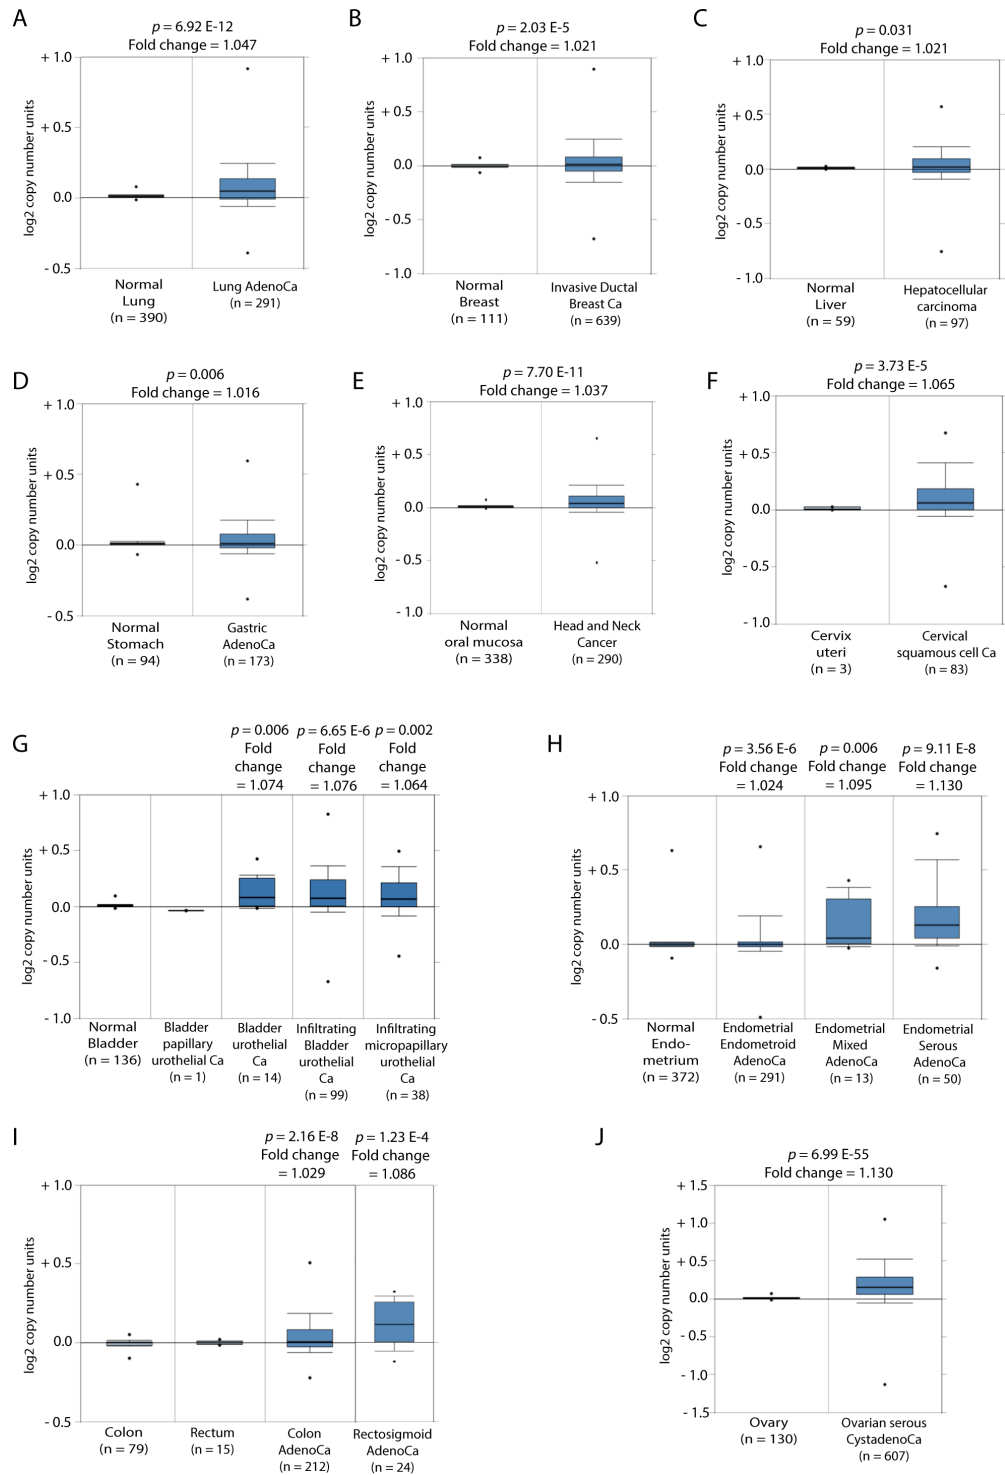 A
p = 6.92 E-12
Fold change = 1.047
+ 1.0
+ 0.5
0.0
- 0.5
log2 copy number units
Normal
Lung
(n = 390)
Lung AdenoCa
(n = 291)
B
p = 2.03 E-5
Fold change = 1.021
+ 1.0
+ 0.5
0.0
- 0.5
- 1.0
log2 copy number units
Normal
Breast
(n = 111)
Invasive Ductal
Breast Ca
(n = 639)
C
p = 0.031
Fold change = 1.021
+ 1.0
+ 0.5
0.0
- 0.5
- 1.0
log2 copy number units
Normal
Liver
(n = 59)
Hepatocellular
carcinoma
(n = 97)
D
p = 0.006
Fold change = 1.016
+ 1.0
+ 0.5
0.0
- 0.5
log2 copy number units
Normal
Stomach
(n = 94)
Gastric
AdenoCa
(n = 173)
E
p = 7.70 E-11
Fold change = 1.037
+ 1.0
+ 0.5
0.0
- 0.5
- 1.0
log2 copy number units
Normal
oral mucosa
(n = 338)
Head and Neck
Cancer
(n = 290)
F
p = 3.73 E-5
Fold change = 1.065
+ 1.0
+ 0.5
0.0
- 0.5
- 1.0
log2 copy number units
Cervix
uteri
(n = 3)
Cervical
squamous cell Ca
(n = 83)
G
p = 0.006
Fold
change
= 1.074
p = 6.65 E-6
Fold
change
= 1.076
p = 0.002
Fold
change
= 1.064
+ 1.0
+ 0.5
0.0
- 0.5
- 1.0
log2 copy number units
Normal
Bladder
(n = 136)
Bladder
papillary
urothelial Ca
(n = 1)
Bladder
urothelial
Ca
(n = 14)
Infiltrating
Bladder
urothelial
Ca
(n = 99)
Infiltrating
micropapillary
urothelial
Ca
(n = 38)
H
p = 3.56 E-6
Fold change
= 1.024
p = 0.006
Fold change
= 1.095
p = 9.11 E-8
Fold change
= 1.130
+ 1.0
+ 0.5
0.0
- 0.5
log2 copy number units
Normal
Endo-
metrium
(n = 372)
Endometrial
Endometroid
AdenoCa
(n = 291)
Endometrial
Mixed
AdenoCa
(n = 13)
Endometrial
Serous
AdenoCa
(n = 50)
I
p = 2.16 E-8
Fold change
= 1.029
p = 1.23 E-4
Fold change
= 1.086
+ 1.0
+ 0.5
0.0
- 0.5
log2 copy number units
Colon
(n = 79)
Rectum
(n = 15)
Colon
AdenoCa
(n = 212)
Rectosigmoid
AdenoCa
(n = 24)
J
p = 6.99 E-55
Fold change = 1.130
+ 1.5
+ 1.0
+ 0.5
0.0
- 0.5
- 1.0
- 1.5
log2 copy number units
Ovary
(n = 130)
Ovarian serous
CystadenoCa
(n = 607)